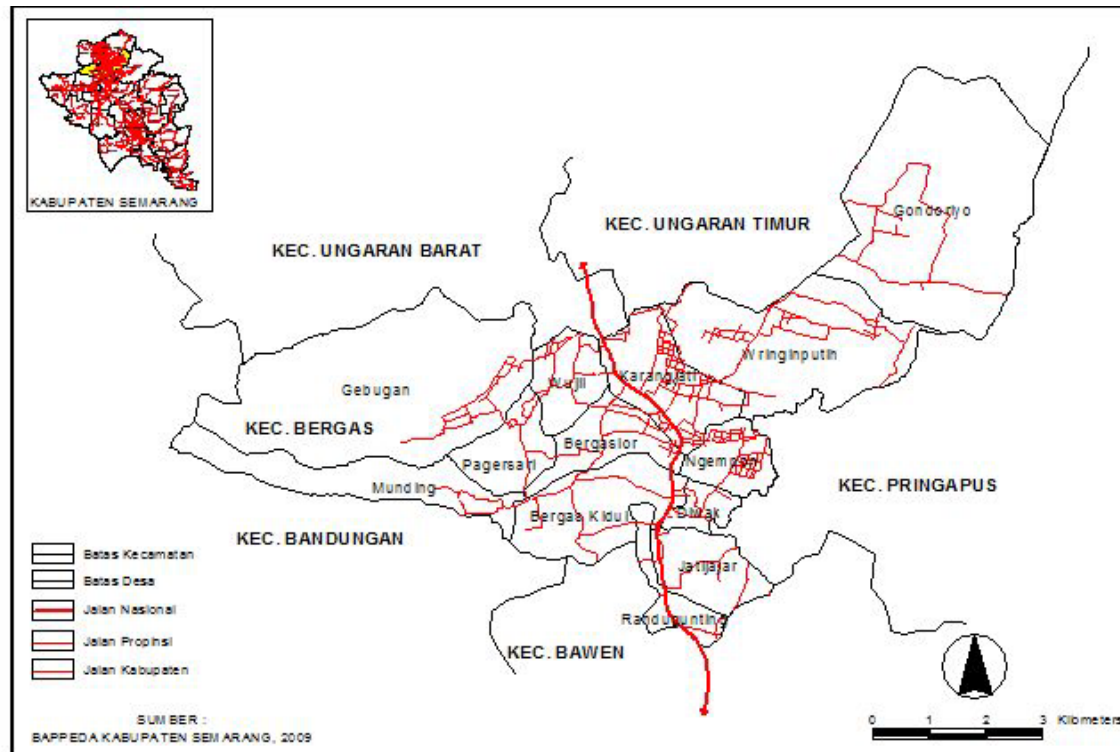 KABUPATEN SEMARANG
KEC. UNGARAN BARAT
KEC. UNGARAN TIMUR
Gondoriyo
Wringinputih
Karangjati
Wujil
Gebugan
KEC. BERGAS
Bergaslor
Pagersari
Ngempon
Munding
KEC. PRINGAPUS
Bergas Kidul
Diwak
KEC. BANDUNGAN
Jatijajar
Randugunting
KEC. BAWEN
Batas Kecamatan
Batas Desa
Jalan Nasional
Jalan Propinsi
Jalan Kabupaten
SUMBER :
BAPPEDA KABUPATEN SEMARANG, 2009
0 1 2 3 Kilometers